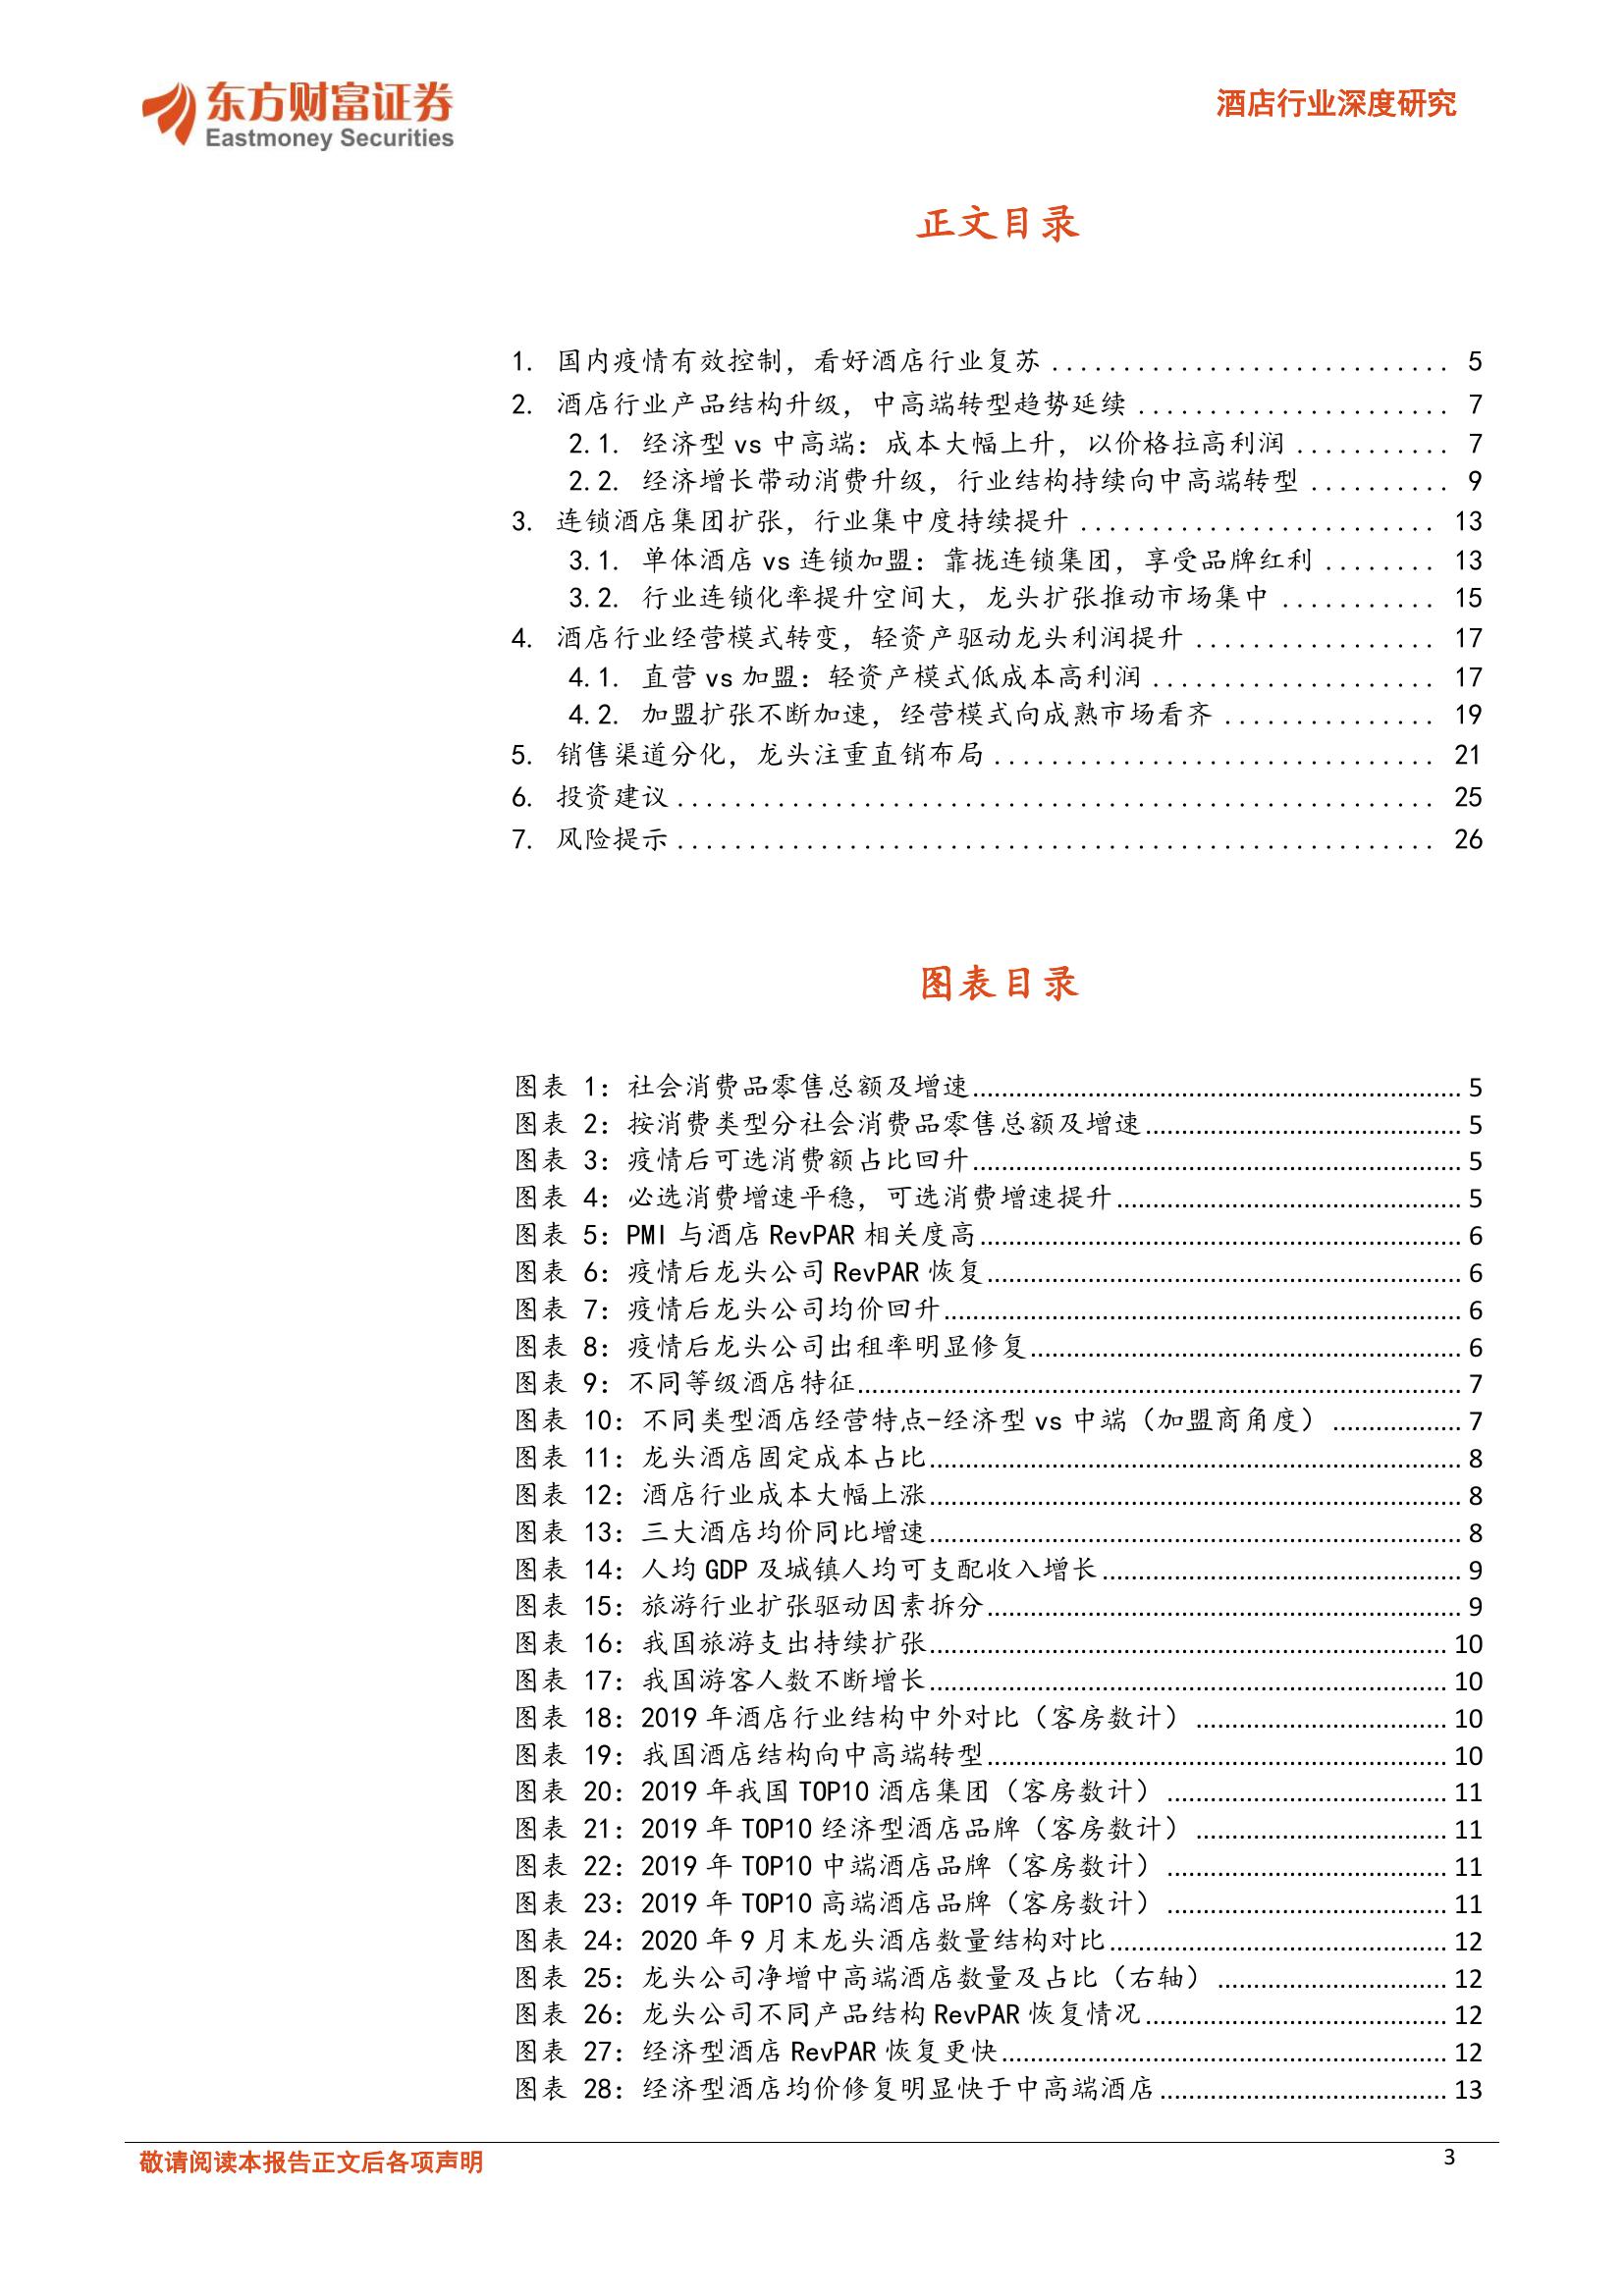 东方财富证券
Eastmoney Securities
酒店行业深度研究
正文目录
1. 国内疫情有效控制，看好酒店行业复苏 ............................ 5
2. 酒店行业产品结构升级，中高端转型趋势延续 ...................... 7
2.1. 经济型 vs 中高端：成本大幅上升，以价格拉高利润 ........... 7
2.2. 经济增长带动消费升级，行业结构持续向中高端转型 .......... 9
3. 连锁酒店集团扩张，行业集中度持续提升 ......................... 13
3.1. 单体酒店 vs 连锁加盟：靠拢连锁集团，享受品牌红利 ........ 13
3.2. 行业连锁化率提升空间大，龙头扩张推动市场集中 ........... 15
4. 酒店行业经营模式转变，轻资产驱动龙头利润提升 ................. 17
4.1. 直营 vs 加盟：轻资产模式低成本高利润 .................... 17
4.2. 加盟扩张不断加速，经营模式向成熟市场看齐 ............... 19
5. 销售渠道分化，龙头注重直销布局 ............................... 21
6. 投资建议 ..................................................... 25
7. 风险提示 ..................................................... 26
图表目录
图表 1：社会消费品零售总额及增速 .................................... 5
图表 2：按消费类型分社会消费品零售总额及增速 ........................ 5
图表 3：疫情后可选消费额占比回升 .................................... 5
图表 4：必选消费增速平稳，可选消费增速提升 .......................... 5
图表 5：PMI 与酒店 RevPAR 相关度高 ................................... 6
图表 6：疫情后龙头公司 RevPAR 恢复 ................................... 6
图表 7：疫情后龙头公司均价回升 ...................................... 6
图表 8：疫情后龙头公司出租率明显修复 ................................ 6
图表 9：不同等级酒店特征 ............................................ 7
图表 10：不同类型酒店经营特点-经济型 vs 中端（加盟商角度） ........... 7
图表 11：龙头酒店固定成本占比 ....................................... 8
图表 12：酒店行业成本大幅上涨 ....................................... 8
图表 13：三大酒店均价同比增速 ....................................... 8
图表 14：人均 GDP 及城镇人均可支配收入增长 ........................... 9
图表 15：旅游行业扩张驱动因素拆分 ................................... 9
图表 16：我国旅游支出持续扩张 ....................................... 10
图表 17：我国游客人数不断增长 ....................................... 10
图表 18：2019 年酒店行业结构中外对比（客房数计） ..................... 10
图表 19：我国酒店结构向中高端转型 ................................... 10
图表 20：2019 年我国 TOP10 酒店集团（客房数计） ....................... 11
图表 21：2019 年 TOP10 经济型酒店品牌（客房数计） ..................... 11
图表 22：2019 年 TOP10 中端酒店品牌（客房数计） ....................... 11
图表 23：2019 年 TOP10 高端酒店品牌（客房数计） ....................... 11
图表 24：2020 年 9 月末龙头酒店数量结构对比 .......................... 12
图表 25：龙头公司净增中高端酒店数量及占比（右轴） ................... 12
图表 26：龙头公司不同产品结构 RevPAR 恢复情况 ........................ 12
图表 27：经济型酒店 RevPAR 恢复更快 .................................. 12
图表 28：经济型酒店均价修复明显快于中高端酒店 ....................... 13
敬请阅读本报告正文后各项声明
3